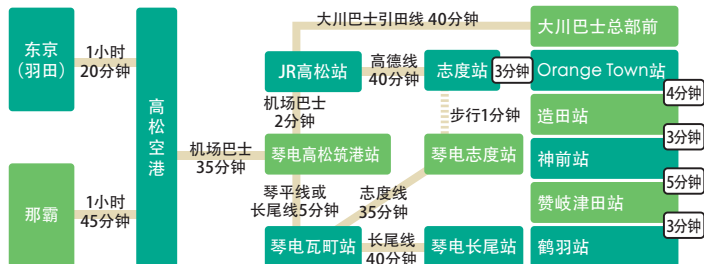 东京
（羽田）
1小时
20分钟
那霸
1小时
45分钟
高松空港
机场巴士
35分钟
大川巴士引田线 40分钟
JR高松站
高德线
40分钟
志度站
3分钟
机场巴士
2分钟
步行1分钟
琴电高松筑港站
琴电志度站
琴平线或
长尾线5分钟
志度线
35分钟
琴电瓦町站
长尾线
40分钟
琴电长尾站
大川巴士总部前
Orange Town站
4分钟
造田站
3分钟
神前站
5分钟
赞岐津田站
3分钟
鹤羽站